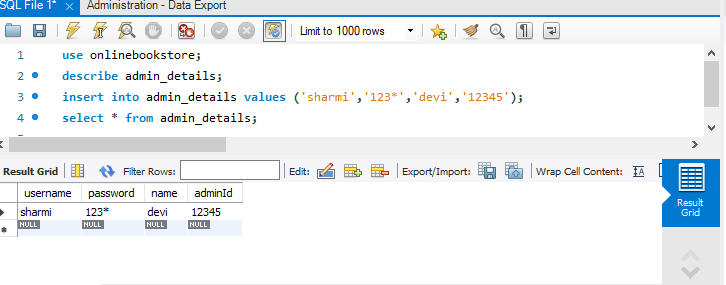 SQL File 1* × Administration - Data Export
Limit to 1000 rows
1 use onlinebookstore;
2 describe admin_details;
3 insert into admin_details values ('sharmi','123*','devi','12345');
4 select * from admin_details;
Result Grid Filter Rows: Edit: Export/Import: Wrap Cell Content: IA
username password name adminId
sharmi 123* devi 12345
NULL NULL NULL NULL
Result
Grid